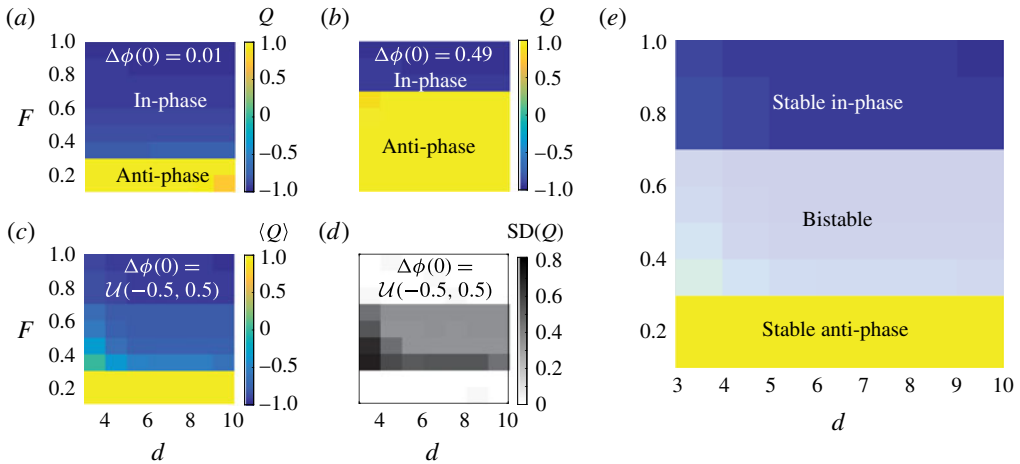 (a)
Q
1.0
0.8
0.6
0.4
0.2
F
Δϕ(0) = 0.01
In-phase
Anti-phase
1.0
0.5
0
−0.5
−1.0
(b)
Q
Δϕ(0) = 0.49
In-phase
Anti-phase
1.0
0.5
0
−0.5
−1.0
(c)
⟨Q⟩
1.0
0.8
0.6
0.4
0.2
F
Δϕ(0) =
𝒰(−0.5, 0.5)
4 6 8 10
d
1.0
0.5
0
−0.5
−1.0
(d)
SD(Q)
Δϕ(0) =
𝒰(−0.5, 0.5)
4 6 8 10
d
0.8
0.6
0.4
0.2
0
(e)
1.0
0.8
0.6
0.4
0.2
Stable in-phase
Bistable
Stable anti-phase
3 4 5 6 7 8 9 10
d